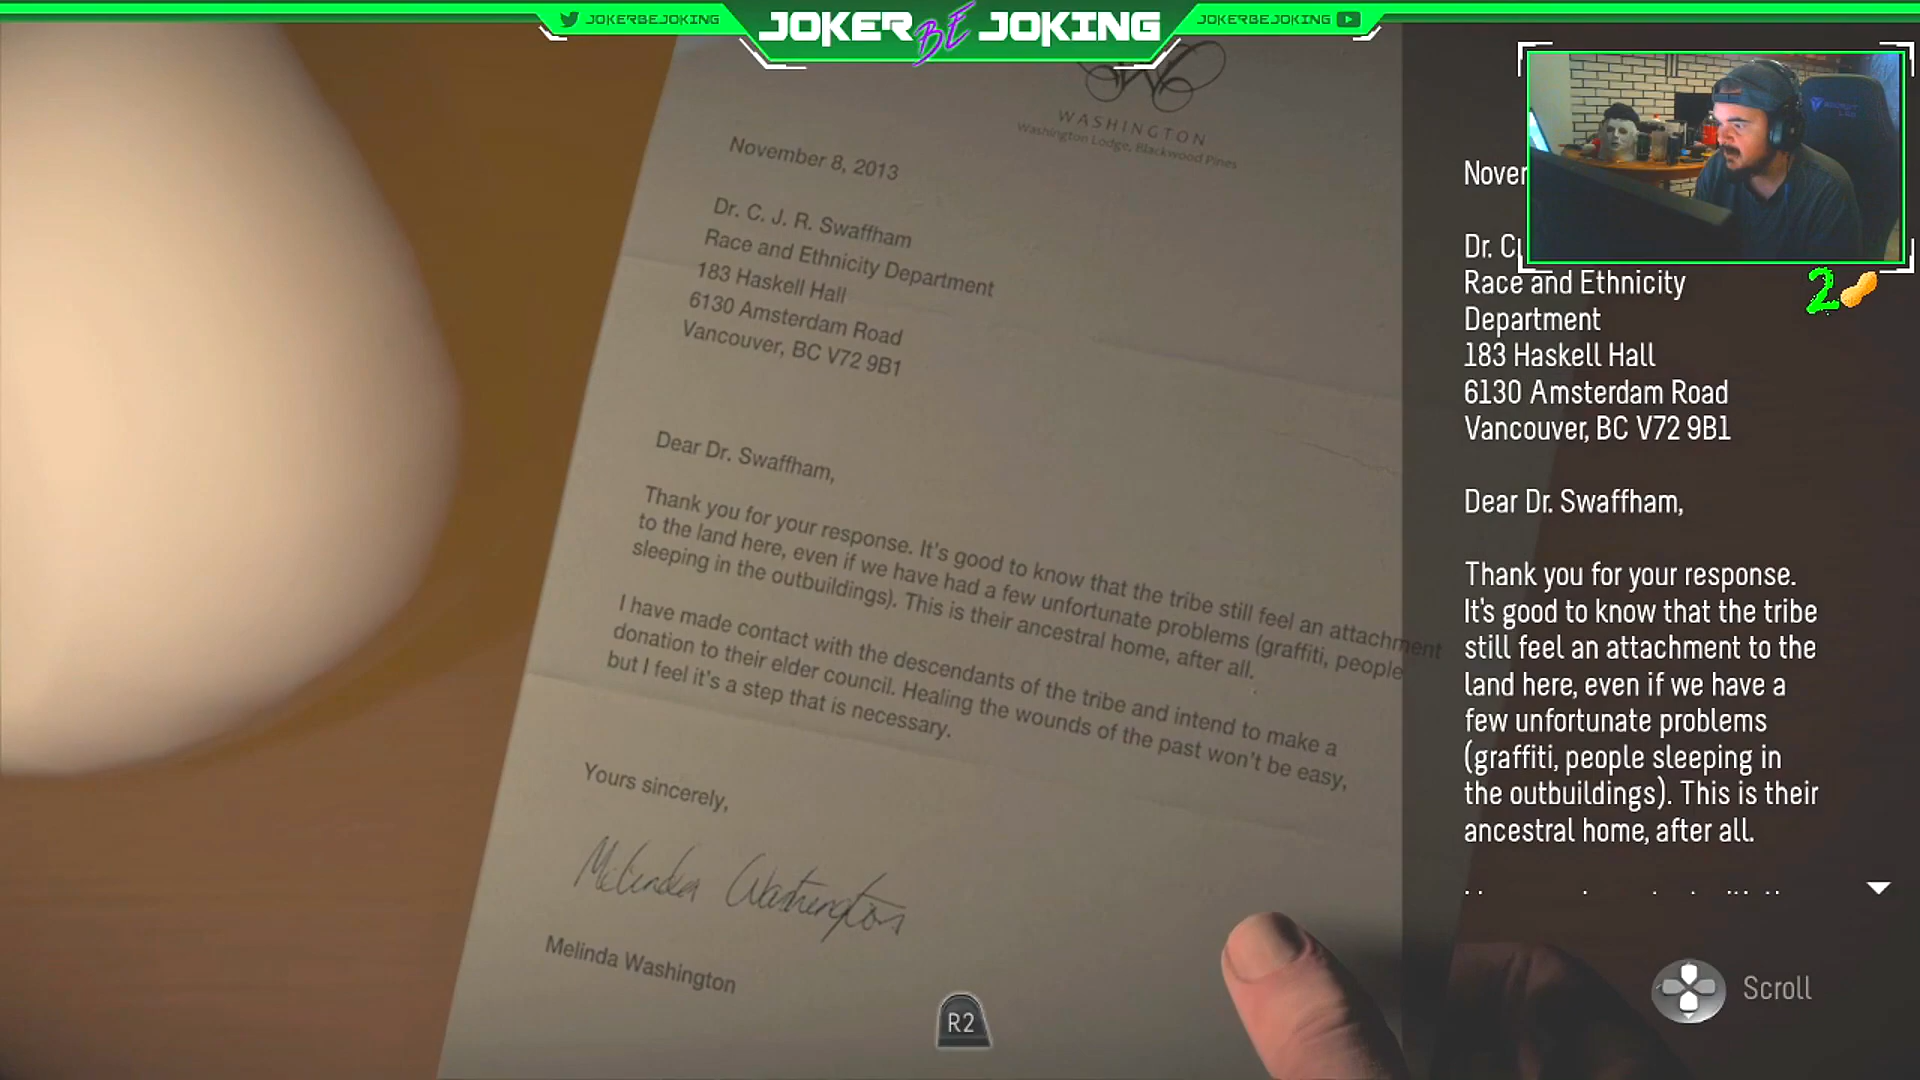 JOKERBEJOKING
JOKER BE JOKING
JOKERBEJOKING
WASHINGTON
Washington Lodge, Blackwood Pines
November 8, 2013
Dr. C. J. R. Swaffham
Race and Ethnicity Department
183 Haskell Hall
6130 Amsterdam Road
Vancouver, BC V72 9B1
Dear Dr. Swaffham,
Thank you for your response. It's good to know that the tribe still feel an attachment
to the land here, even if we have had a few unfortunate problems (graffiti, people
sleeping in the outbuildings). This is their ancestral home, after all.
I have made contact with the descendants of the tribe and intend to make a
donation to their elder council. Healing the wounds of the past won't be easy,
but I feel it's a step that is necessary.
Yours sincerely,
Melinda Washington
Melinda Washington
R2
2
Dr.
Race and Ethnicity
Department
183 Haskell Hall
6130 Amsterdam Road
Vancouver, BC V72 9B1
Dear Dr. Swaffham,
Thank you for your response.
It's good to know that the tribe
still feel an attachment to the
land here, even if we have a
few unfortunate problems
(graffiti, people sleeping in
the outbuildings). This is their
ancestral home, after all.
Scroll